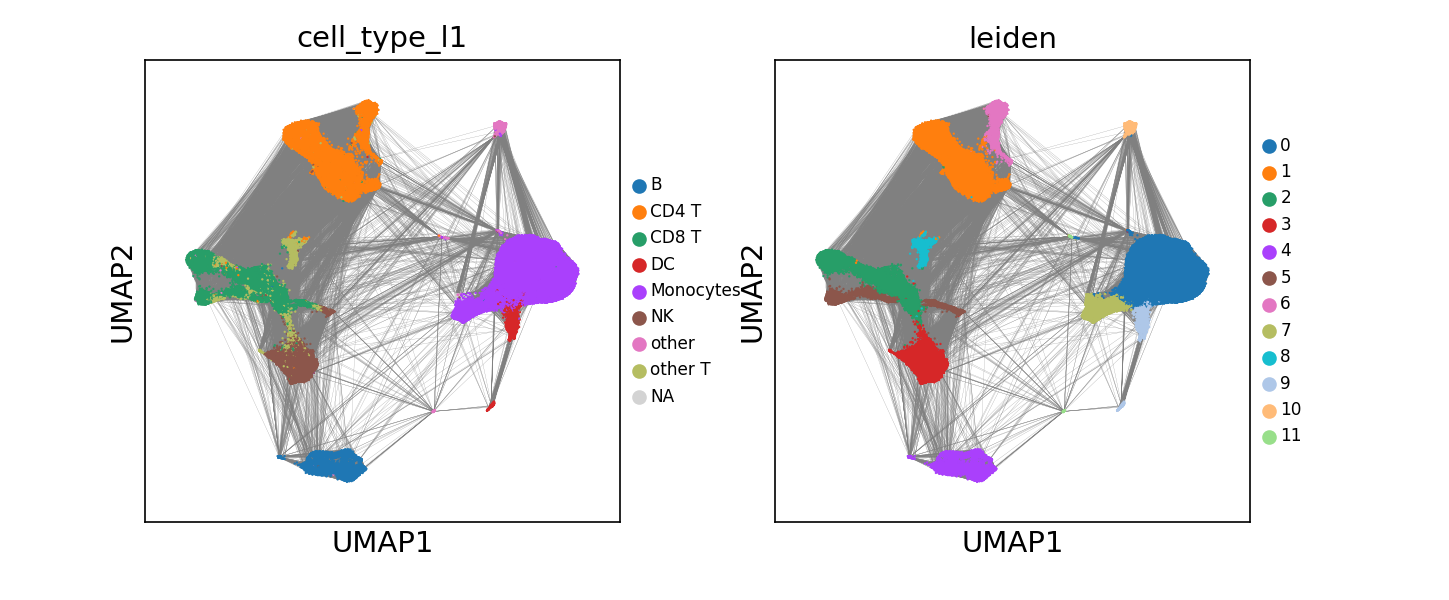 cell_type_l1
UMAP2
UMAP1
B
CD4 T
CD8 T
DC
Monocytes
NK
other
other T
NA
leiden
UMAP2
UMAP1
0
1
2
3
4
5
6
7
8
9
10
11